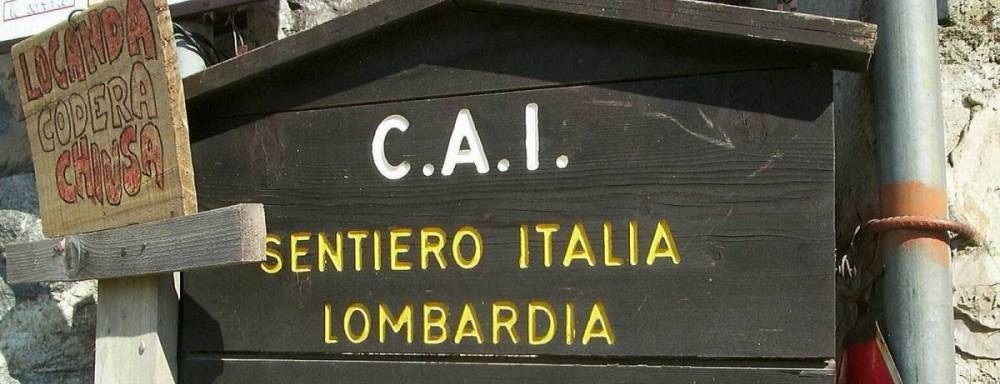 LOCANDA
CODERA
CHIUSA
C.A.I.
SENTIERO ITALIA
LOMBARDIA